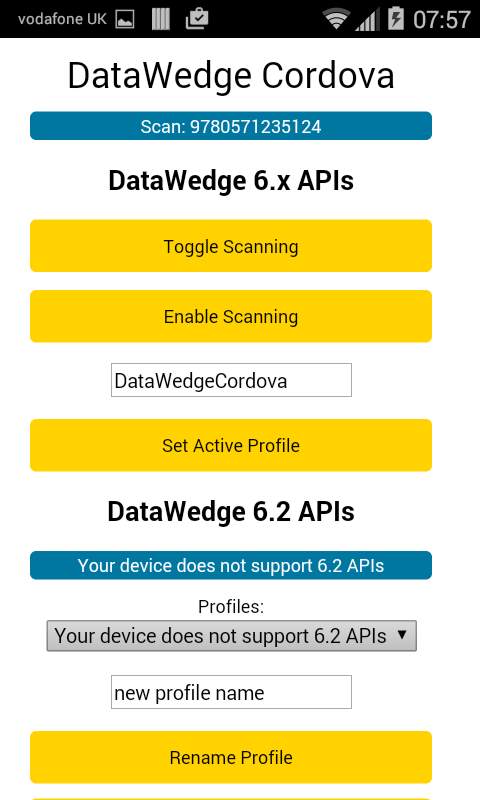 vodafone UK 07:57
DataWedge Cordova
Scan: 9780571235124
DataWedge 6.x APIs
Toggle Scanning
Enable Scanning
DataWedgeCordova
Set Active Profile
DataWedge 6.2 APIs
Your device does not support 6.2 APIs
Profiles:
Your device does not support 6.2 APIs
new profile name
Rename Profile